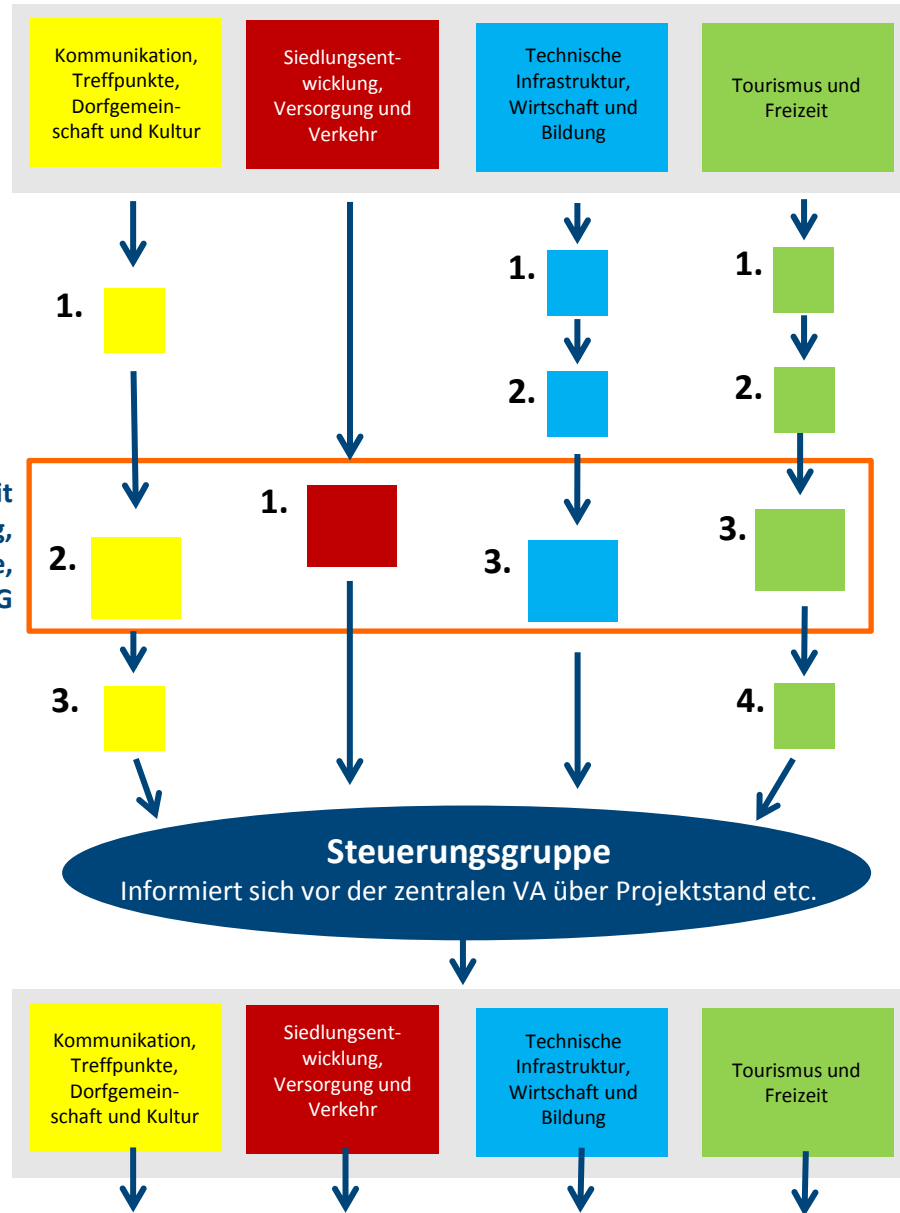 Kommunikation,
Treffpunkte,
Dorfgemein-
schaft und Kultur
Siedlungsent-
wicklung,
Versorgung und
Verkehr
Technische
Infrastruktur,
Wirtschaft und
Bildung
Tourismus und
Freizeit
1.
1.
1.
2.
2.
it
,
e,
G
2.
1.
3.
3.
3.
4.
Steuerungsgruppe
Informiert sich vor der zentralen VA über Projektstand etc.
Kommunikation,
Treffpunkte,
Dorfgemein-
schaft und Kultur
Siedlungsent-
wicklung,
Versorgung und
Verkehr
Technische
Infrastruktur,
Wirtschaft und
Bildung
Tourismus und
Freizeit